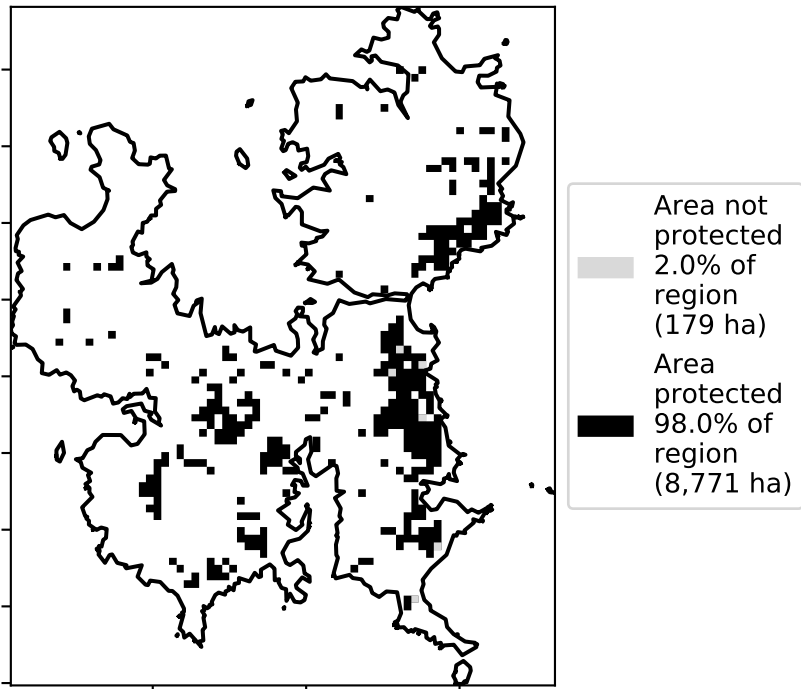 Area not
protected
2.0% of
region
(179 ha)
Area
protected
98.0% of
region
(8,771 ha)